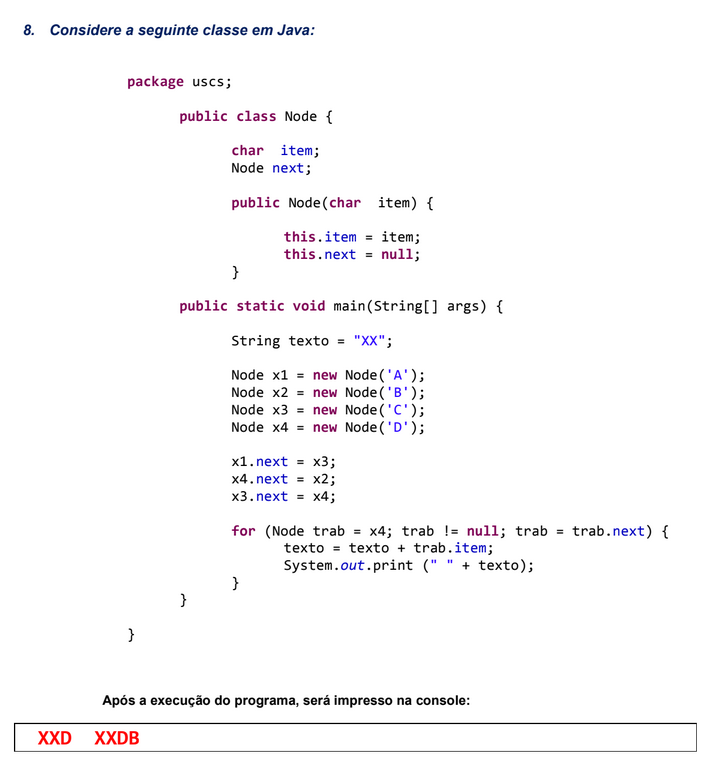 8. Considere a seguinte classe em Java:
package uscs;
public class Node {
char item;
Node next;
public Node(char item) {
this.item = item;
this.next = null;
}
public static void main(String[] args) {
String texto = "XX";
Node x1 = new Node('A');
Node x2 = new Node('B');
Node x3 = new Node('C');
Node x4 = new Node('D');
x1.next = x3;
x4.next = x2;
x3.next = x4;
for (Node trab = x4; trab != null; trab = trab.next) {
texto = texto + trab.item;
System.out.print (" " + texto);
}
}
}
Após a execução do programa, será impresso na console:
XXD XXDB